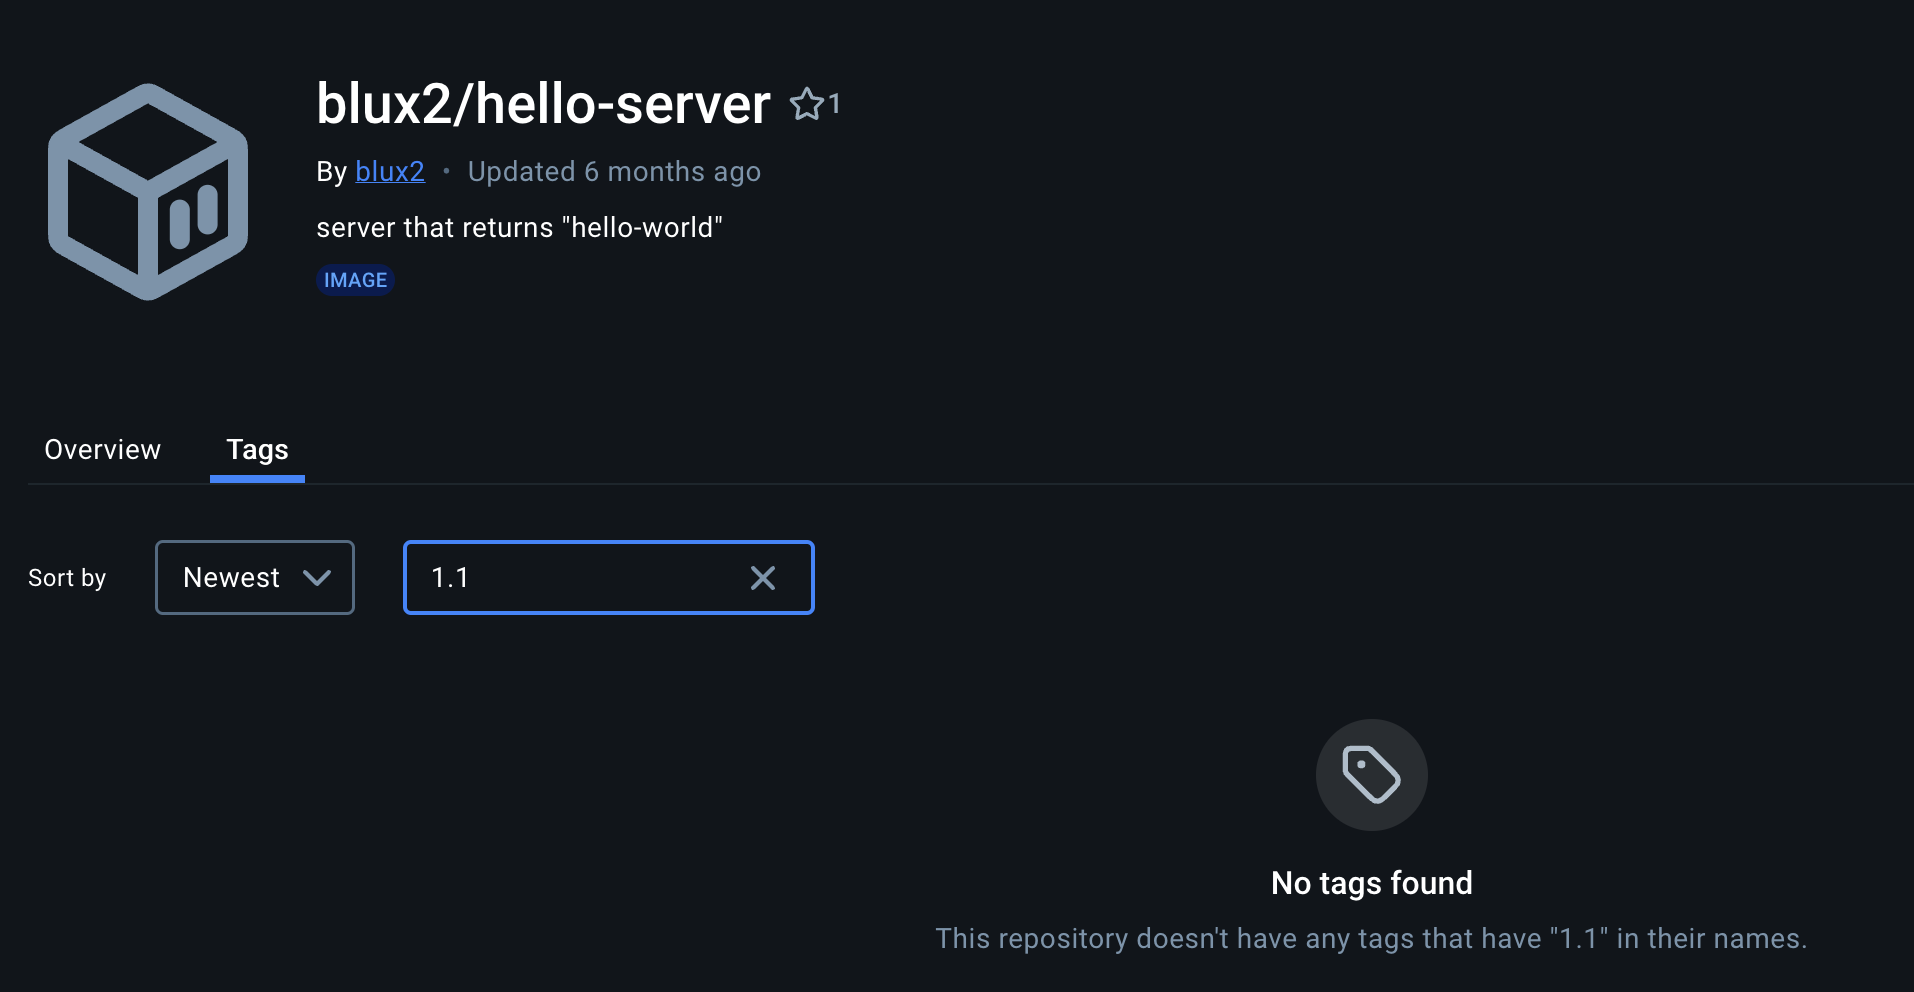 blux2/hello-server 1
By blux2 • Updated 6 months ago
server that returns "hello-world"
IMAGE
Overview Tags
Sort by Newest 1.1
No tags found
This repository doesn't have any tags that have "1.1" in their names.